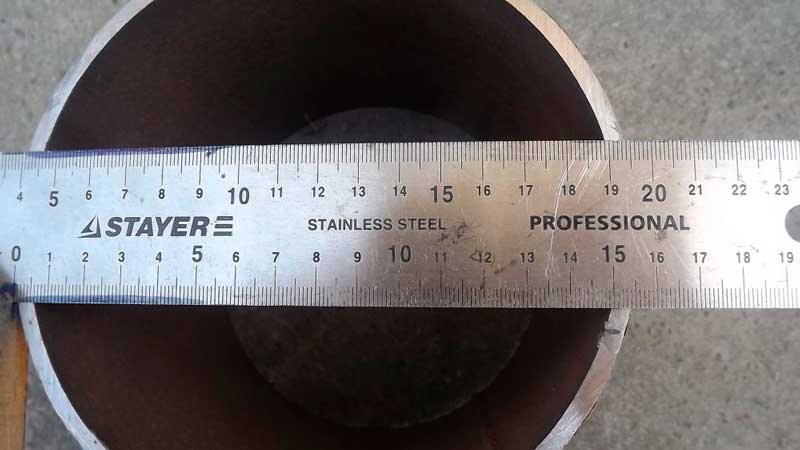 4 5 6 7 8 9 10 11 12 13 14 15 16 17 18 19 20 21 22 23
STAYER STAINLESS STEEL PROFESSIONAL
0 1 2 3 4 5 6 7 8 9 10 11 12 13 14 15 16 17 18 19